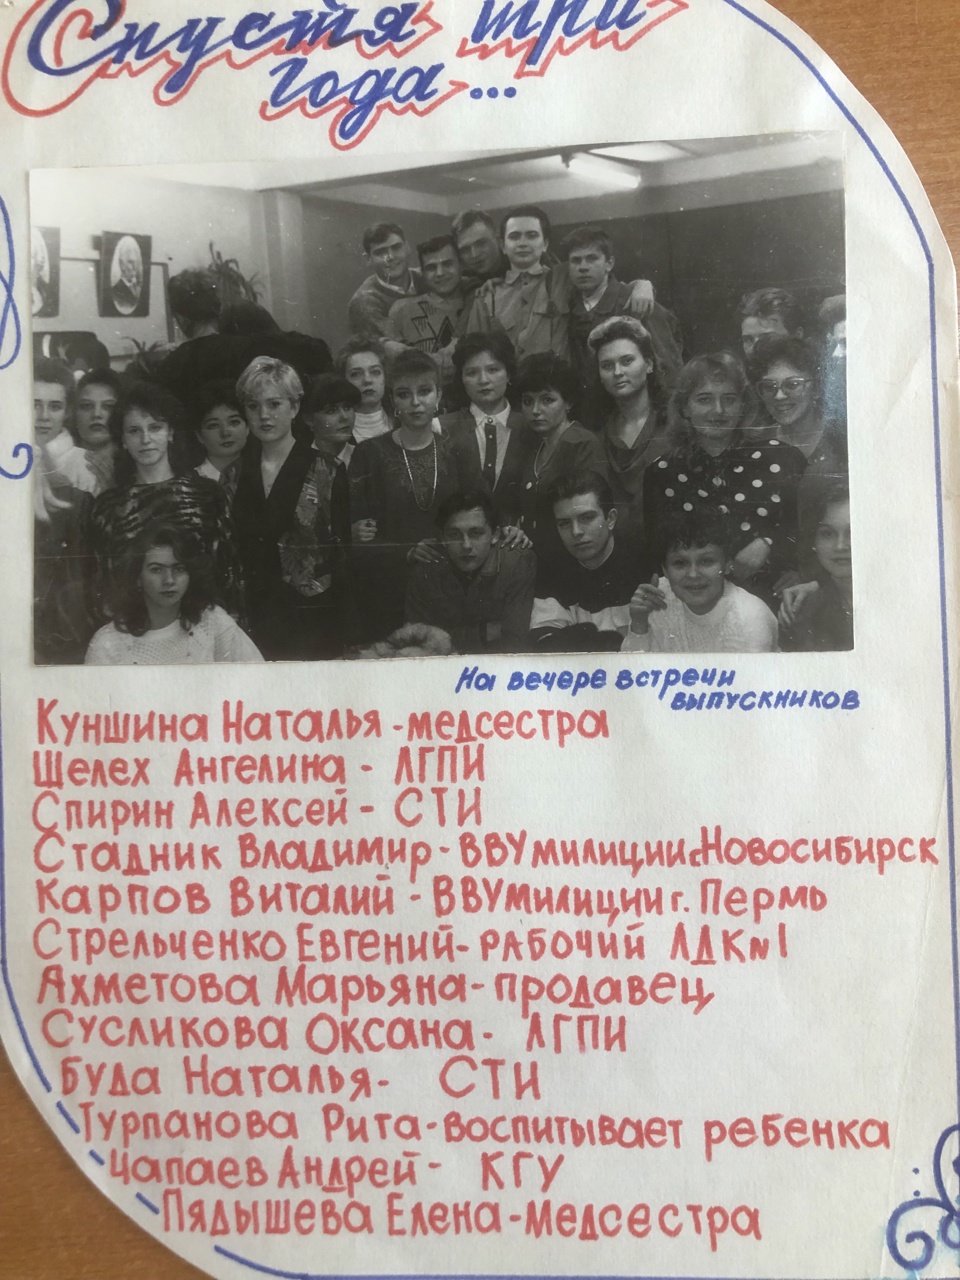 Спустя три
года...
На вечере встречи
выпускников
Куншина Наталья - медсестра
Щелех Ангелина - ЛГПИ
Спирин Алексей - СТИ
Стадник Владимир - ВВУ милиции г. Новосибирск
Карпов Виталий - ВВУ милиции г. Пермь
Стрельченко Евгений - рабочий ЛДК №1
Ахметова Марьяна - продавец
Сусликова Оксана - ЛГПИ
Буда Наталья - СТИ
Турпанова Рита - воспитывает ребенка
Чапаев Андрей - КГУ
Пядышева Елена - медсестра